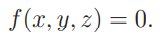 f(x, y, z) = 0.